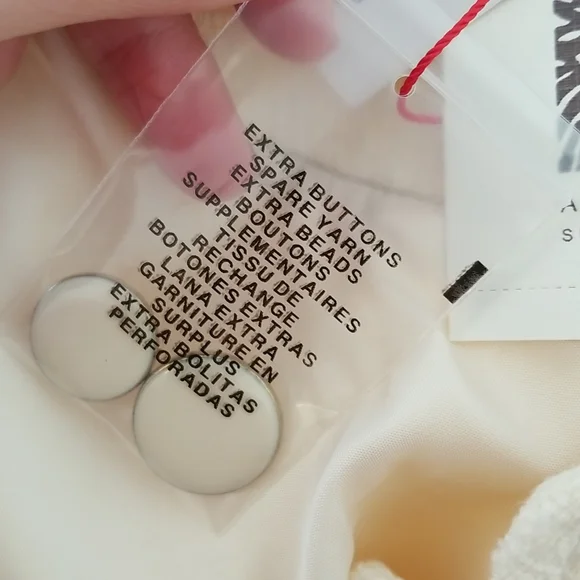 EXTRA BUTTONS
SPARE YARN
EXTRA BEADS
BOUTONS
SUPPLEMENTAIRES
TISSU DE
RECHANGE
BOTONES EXTRAS
LANA EXTRA
GARNITURE EN
SURPLUS
EXTRA BOLITAS
PERFORADAS